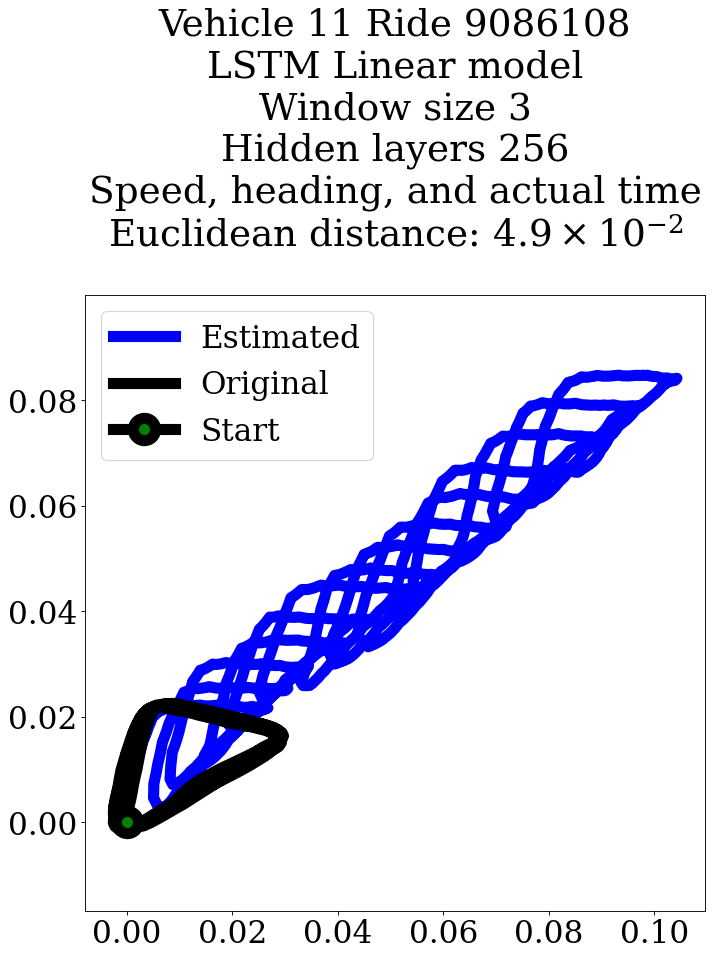 Vehicle 11 Ride 9086108
LSTM Linear model
Window size 3
Hidden layers 256
Speed, heading, and actual time
Euclidean distance: 4.9 × 10⁻²
Estimated
Original
Start
0.08
0.06
0.04
0.02
0.00
0.00 0.02 0.04 0.06 0.08 0.10